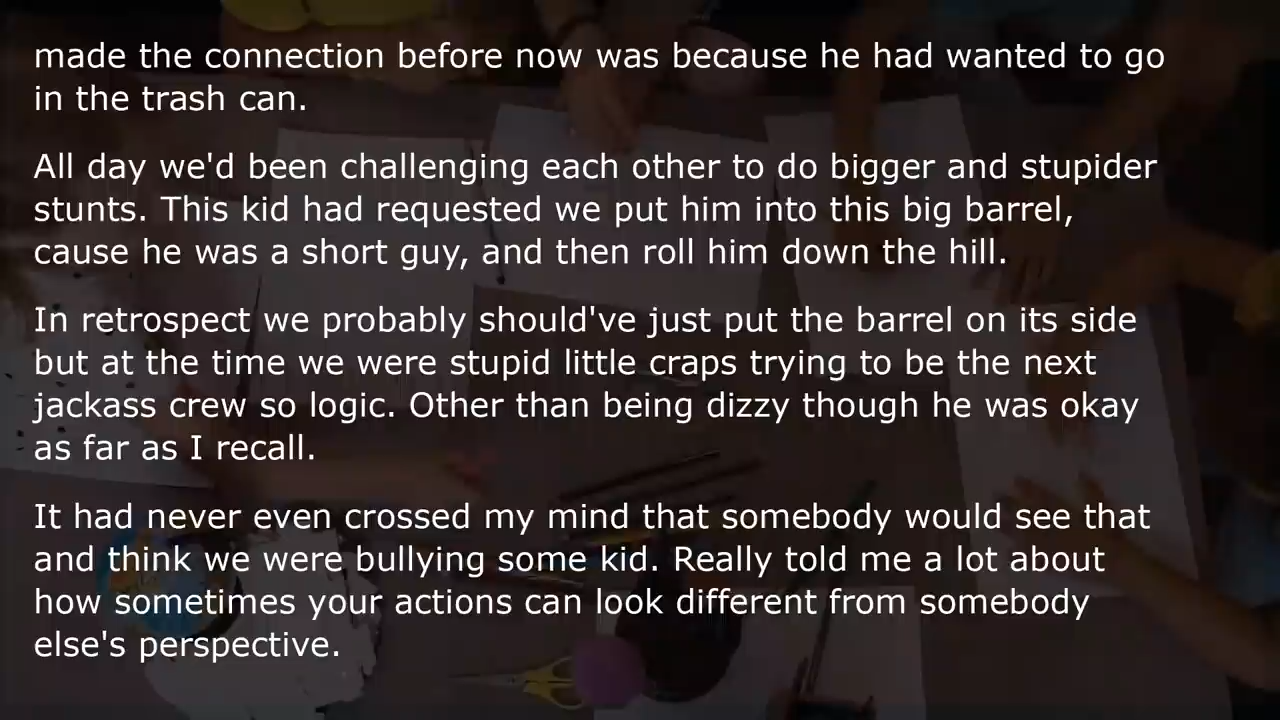 made the connection before now was because he had wanted to go
in the trash can.
All day we'd been challenging each other to do bigger and stupider
stunts. This kid had requested we put him into this big barrel,
cause he was a short guy, and then roll him down the hill.
In retrospect we probably should've just put the barrel on its side
but at the time we were stupid little craps trying to be the next
jackass crew so logic. Other than being dizzy though he was okay
as far as I recall.
It had never even crossed my mind that somebody would see that
and think we were bullying some kid. Really told me a lot about
how sometimes your actions can look different from somebody
else's perspective.